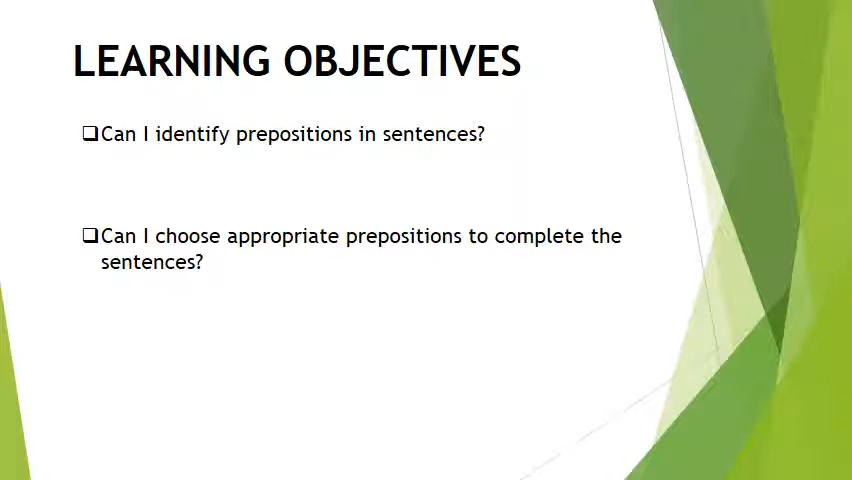 LEARNING OBJECTIVES
❑Can I identify prepositions in sentences?
❑Can I choose appropriate prepositions to complete the
sentences?